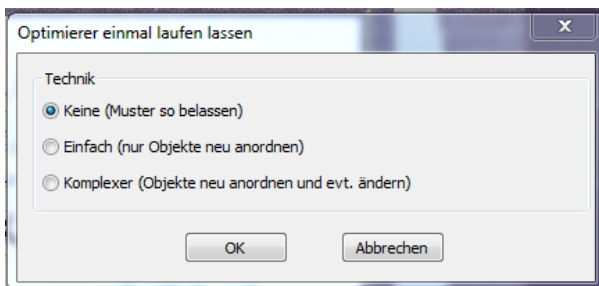 Optimierer einmal laufen lassen
X
Technik
Keine (Muster so belassen)
Einfach (nur Objekte neu anordnen)
Komplexer (Objekte neu anordnen und evt. ändern)
OK Abbrechen